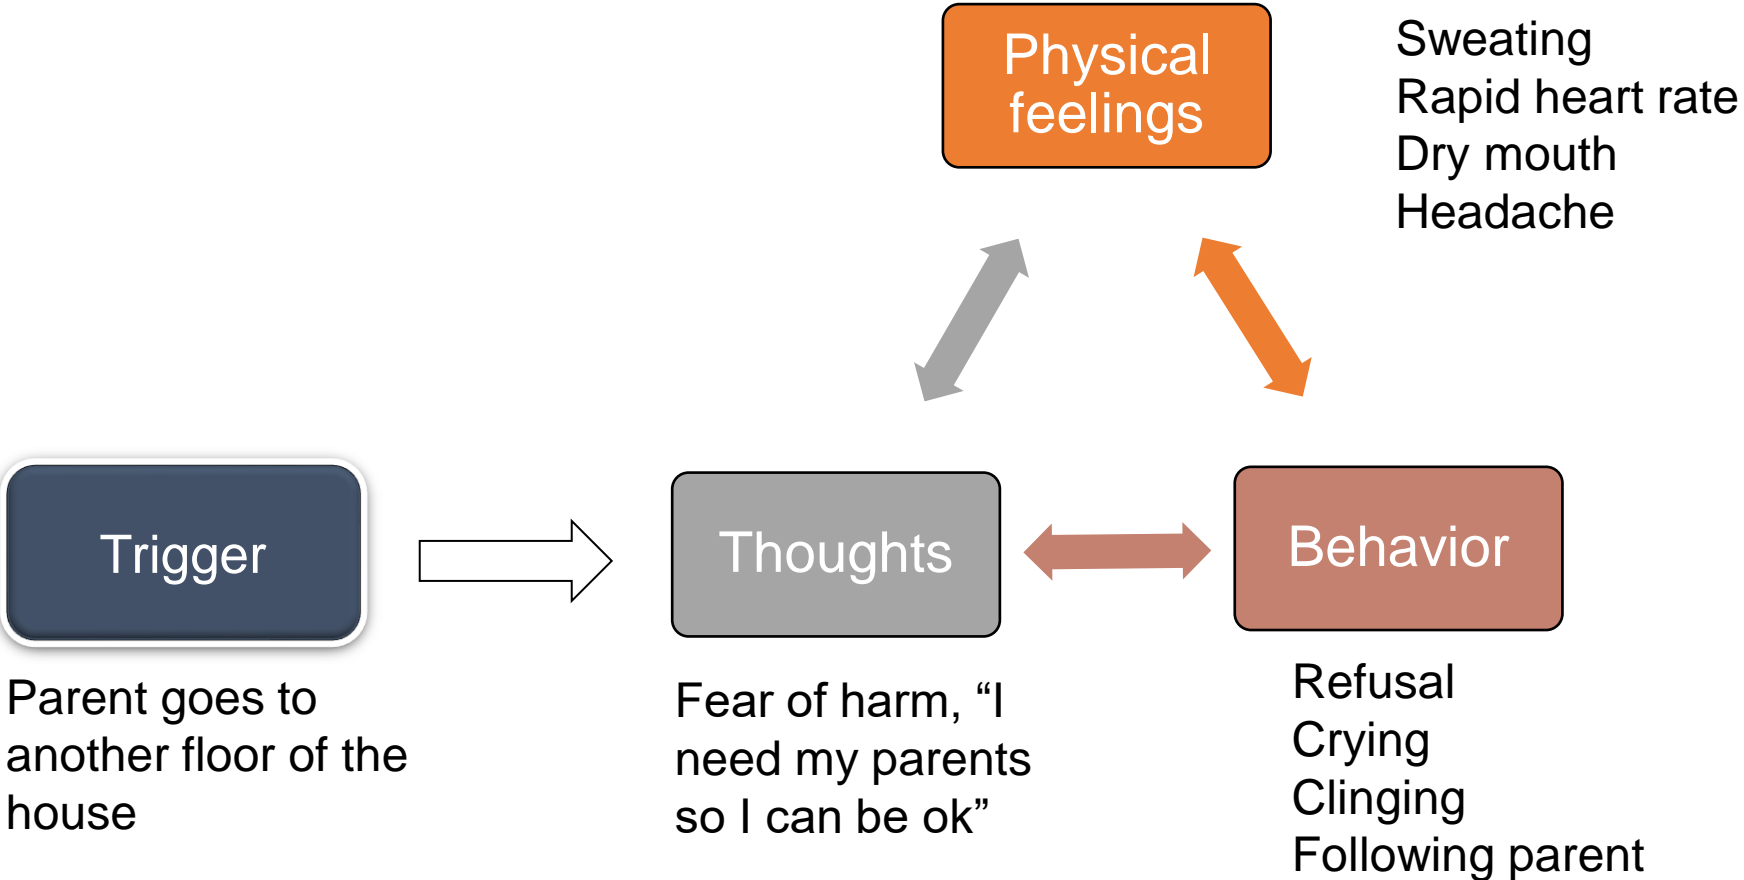 Physical
feelings
Sweating
Rapid heart rate
Dry mouth
Headache
Trigger
Thoughts
Behavior
Parent goes to
another floor of the
house
Fear of harm, “I
need my parents
so I can be ok”
Refusal
Crying
Clinging
Following parent